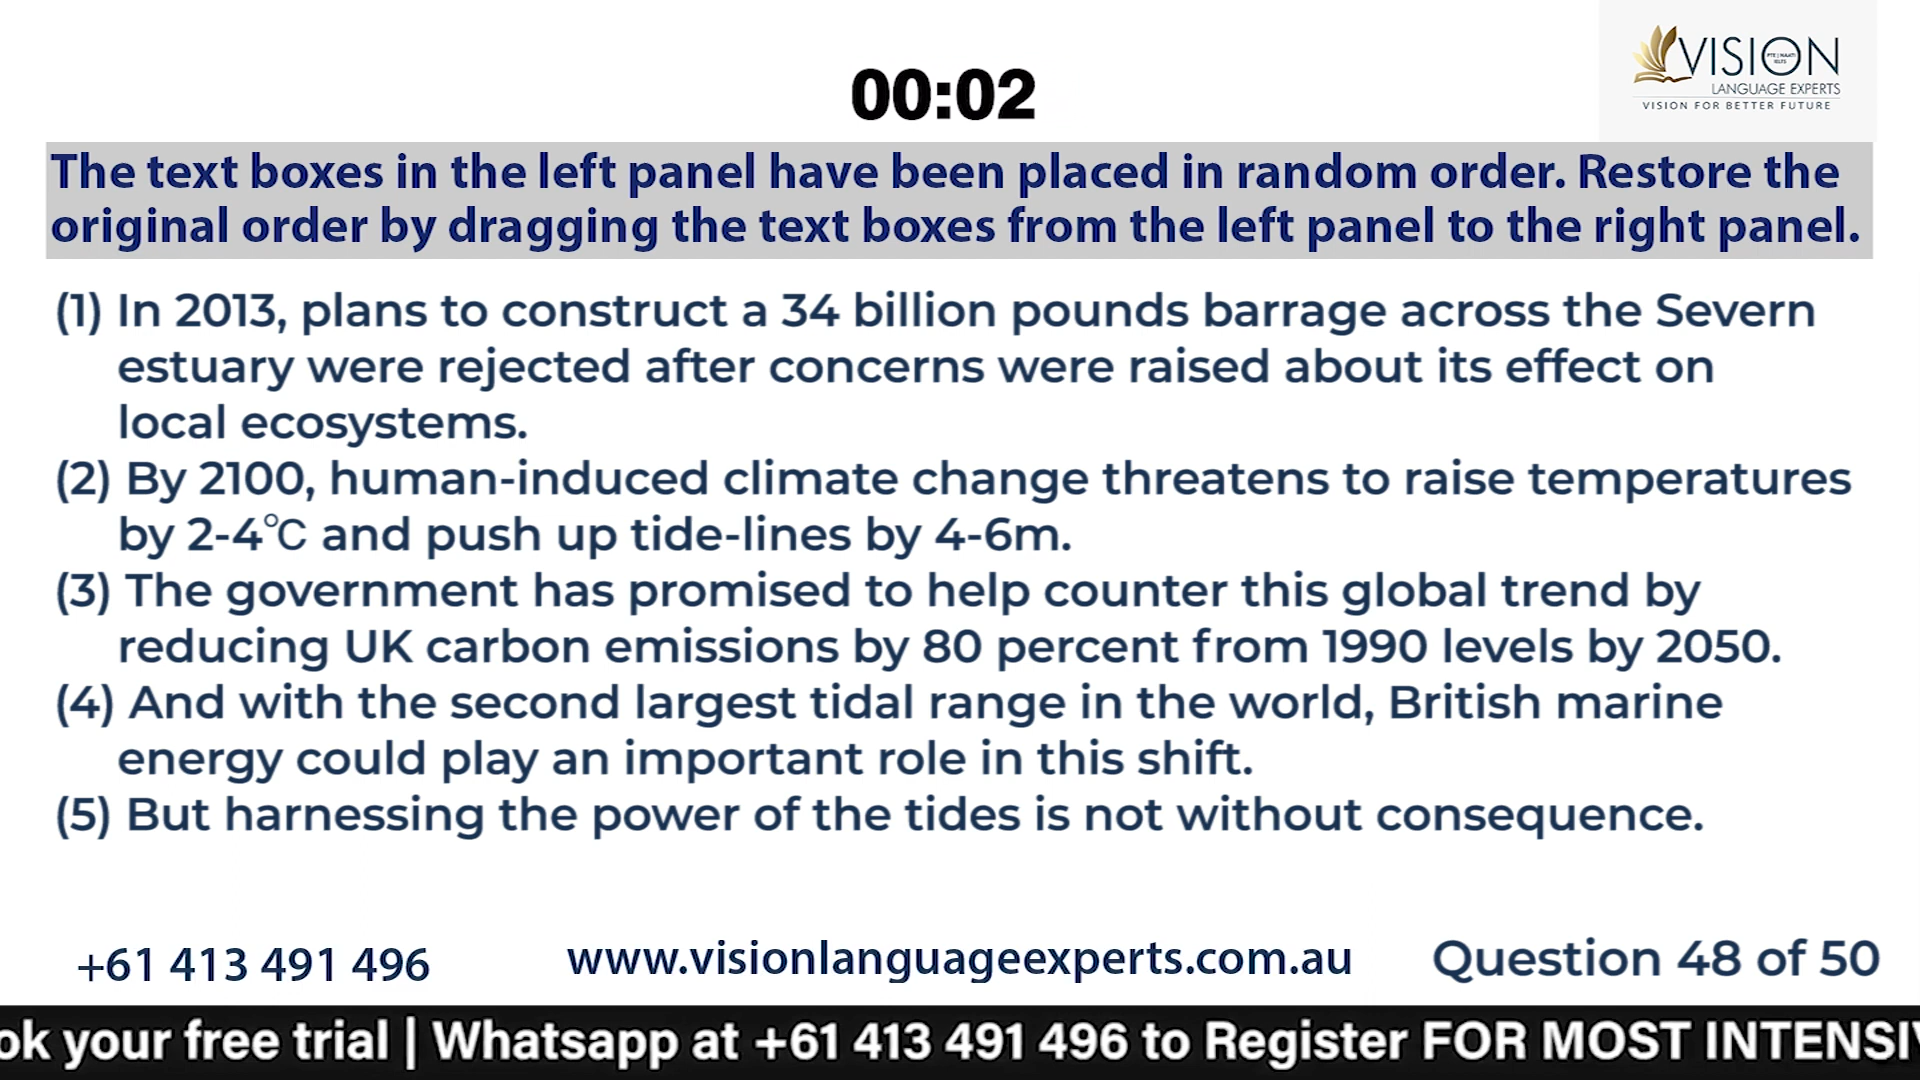 VISION
PTE | NAATI
IELTS
LANGUAGE EXPERTS
VISION FOR BETTER FUTURE
00:02
The text boxes in the left panel have been placed in random order. Restore the
original order by dragging the text boxes from the left panel to the right panel.
(1) In 2013, plans to construct a 34 billion pounds barrage across the Severn
estuary were rejected after concerns were raised about its effect on
local ecosystems.
(2) By 2100, human-induced climate change threatens to raise temperatures
by 2-4℃ and push up tide-lines by 4-6m.
(3) The government has promised to help counter this global trend by
reducing UK carbon emissions by 80 percent from 1990 levels by 2050.
(4) And with the second largest tidal range in the world, British marine
energy could play an important role in this shift.
(5) But harnessing the power of the tides is not without consequence.
+61 413 491 496
www.visionlanguageexperts.com.au
Question 48 of 50
ok your free trial | Whatsapp at +61 413 491 496 to Register FOR MOST INTENSIV